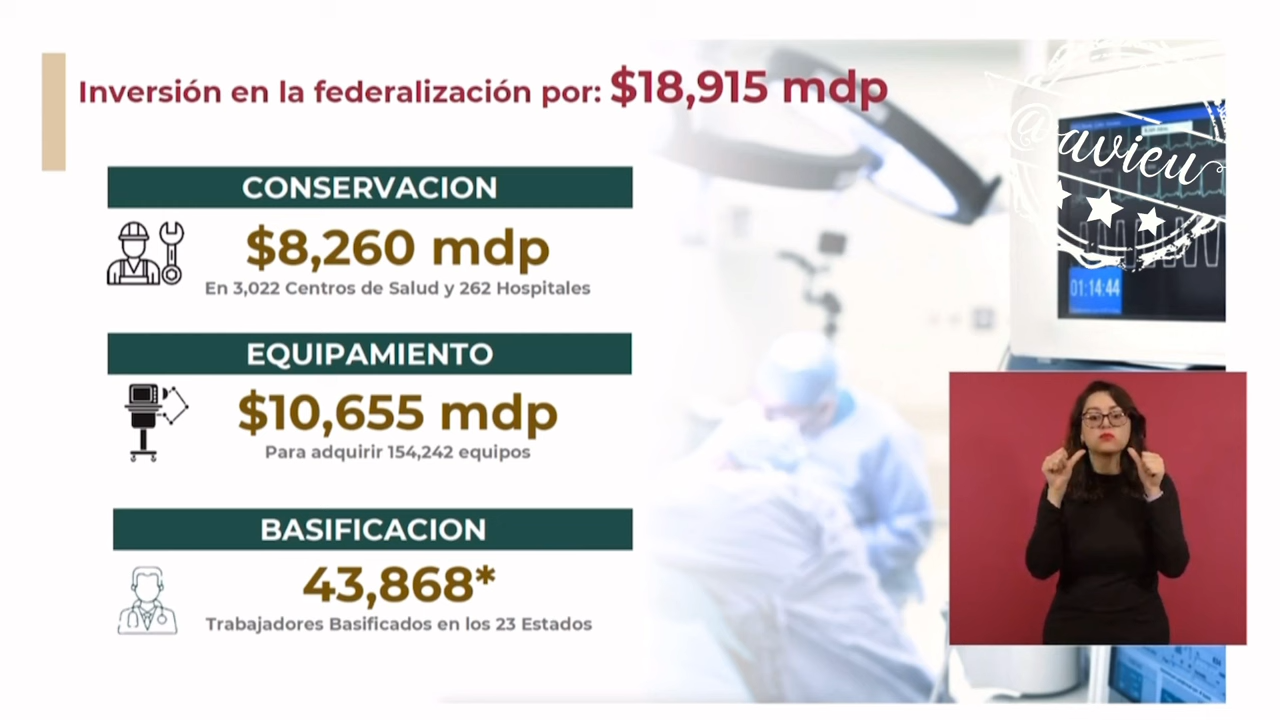 Inversión en la federalización por: $18,915 mdp
CONSERVACION
$8,260 mdp
En 3,022 Centros de Salud y 262 Hospitales
EQUIPAMIENTO
$10,655 mdp
Para adquirir 154,242 equipos
BASIFICACION
43,868*
Trabajadores Basificados en los 23 Estados
@avieu
01:14:44